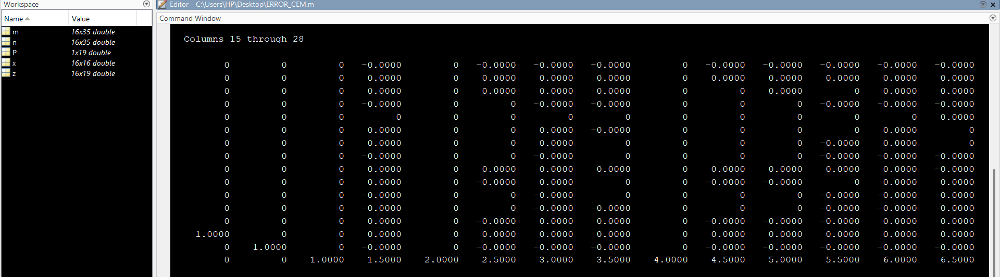 Workspace
Editor - C:\Users\HP\Desktop\ERROR_CEM.m
Name Value
Command Window
m 16x35 double
n 16x35 double
P 1x19 double
x 16x16 double
z 16x19 double
Columns 15 through 28
0 0 0 -0.0000 0 -0.0000 -0.0000 -0.0000 0 -0.0000 -0.0000 -0.0000 -0.0000 -0.0000
0 0 0 0.0000 0 0.0000 0.0000 0.0000 0 0.0000 0.0000 0.0000 0.0000 0.0000
0 0 0 0.0000 0 0.0000 0.0000 0.0000 0 0 0.0000 0 0.0000 0.0000
0 0 0 -0.0000 0 0 -0.0000 -0.0000 0 0 0 -0.0000 -0.0000 -0.0000
0 0 0 0 0 0 0 0 0 0 0 0 0 0.0000
0 0 0 0.0000 0 0 0.0000 -0.0000 0 0 0 0 0.0000 0
0 0 0 0.0000 0 0 0.0000 0 0 0 0 -0.0000 0.0000 0
0 0 0 -0.0000 0 0 -0.0000 0 0 0 0 -0.0000 -0.0000 -0.0000
0 0 0 0.0000 0 0.0000 0.0000 0.0000 0 0.0000 0.0000 0.0000 0.0000 -0.0000
0 0 0 0.0000 0 -0.0000 0.0000 0 0 -0.0000 -0.0000 0 0.0000 0.0000
0 0 0 -0.0000 0 0 -0.0000 0 0 0 0 -0.0000 -0.0000 -0.0000
0 0 0 -0.0000 0 0 -0.0000 -0.0000 0 0 0 -0.0000 -0.0000 -0.0000
0 0 0 0.0000 0 -0.0000 0.0000 0.0000 0 -0.0000 -0.0000 -0.0000 0.0000 0.0000
1.0000 0 0 0.0000 0 0.0000 0.0000 0.0000 0 0.0000 0.0000 0.0000 0.0000 0.0000
0 1.0000 0 -0.0000 0 -0.0000 -0.0000 -0.0000 0 -0.0000 -0.0000 -0.0000 -0.0000 -0.0000
0 0 1.0000 1.5000 2.0000 2.5000 3.0000 3.5000 4.0000 4.5000 5.0000 5.5000 6.0000 6.5000